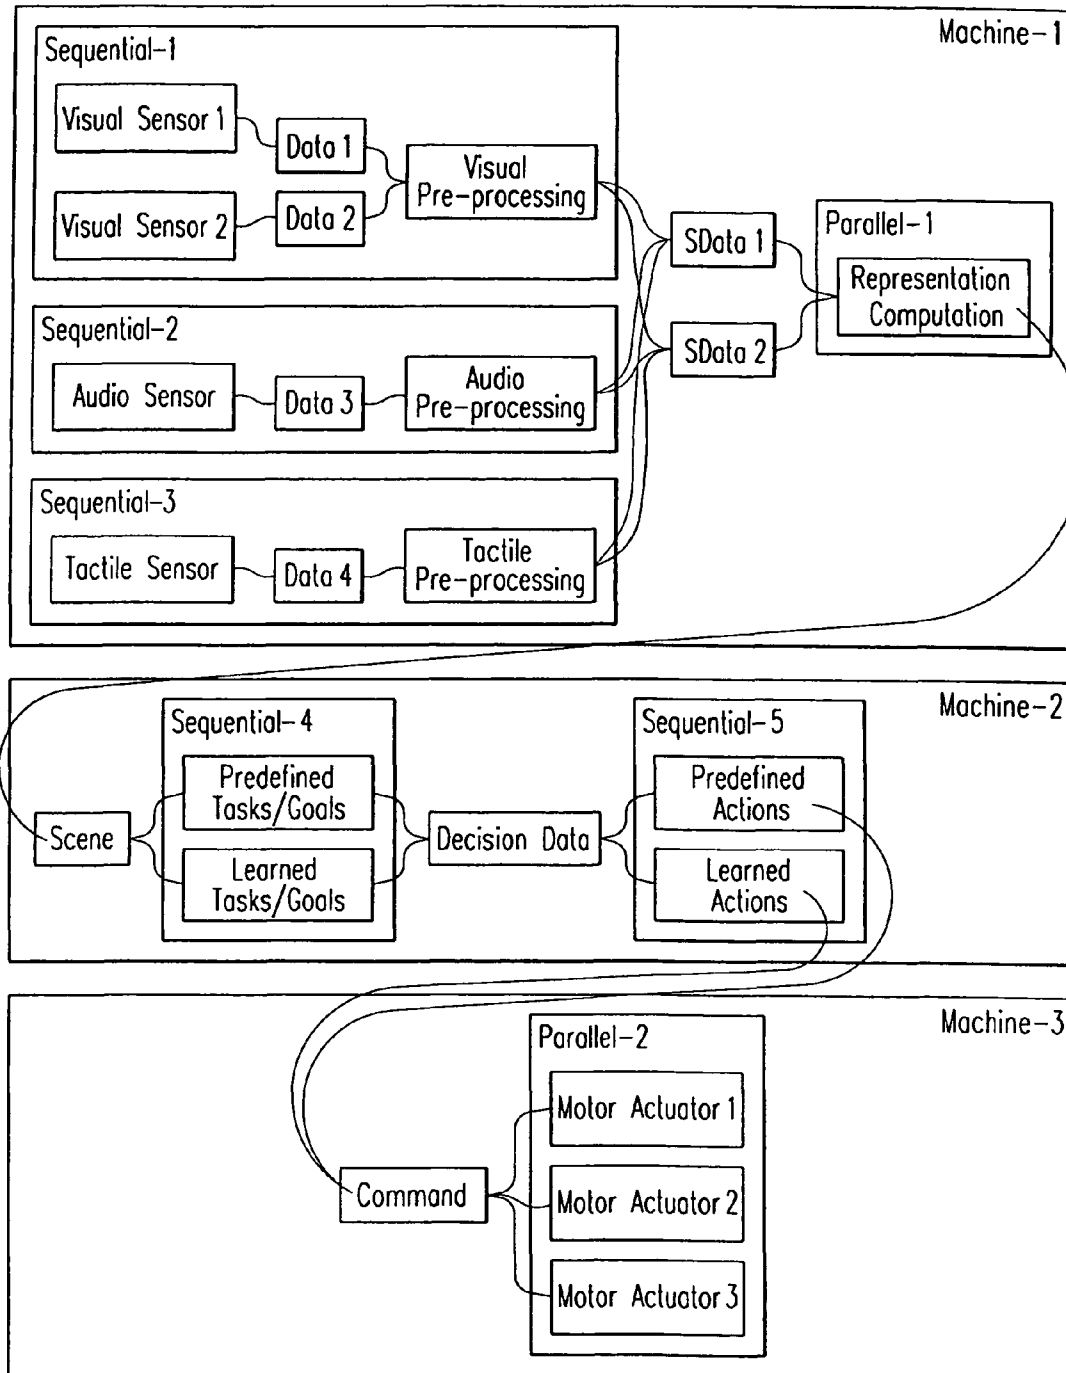 Machine-1
Sequential-1
Visual Sensor 1
Data 1
Visual
Pre-processing
Visual Sensor 2
Data 2
SData 1
Parallel-1
Representation
Computation
Sequential-2
SData 2
Audio Sensor
Data 3
Audio
Pre-processing
Sequential-3
Tactile Sensor
Data 4
Tactile
Pre-processing
Machine-2
Sequential-4
Sequential-5
Predefined
Tasks/Goals
Predefined
Actions
Scene
Decision Data
Learned
Tasks/Goals
Learned
Actions
Machine-3
Parallel-2
Motor Actuator 1
Command
Motor Actuator 2
Motor Actuator 3